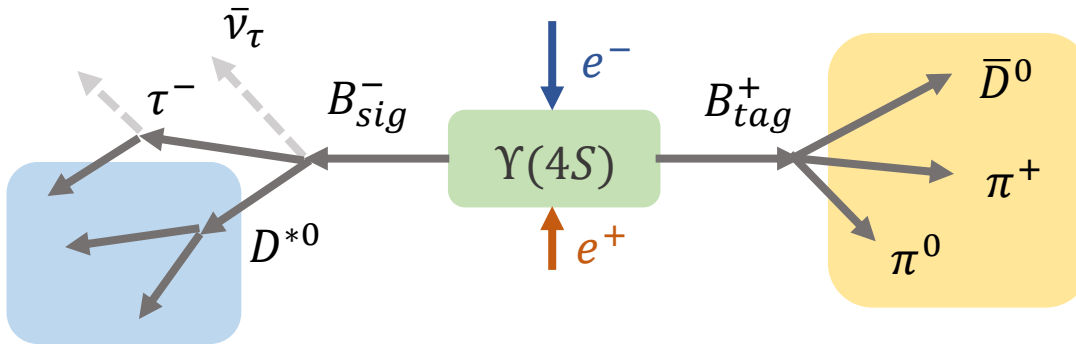 ν̄_τ
e⁻
τ⁻
B⁻_sig
B⁺_tag
D̄⁰
Υ(4S)
π⁺
D*⁰
e⁺
π⁰